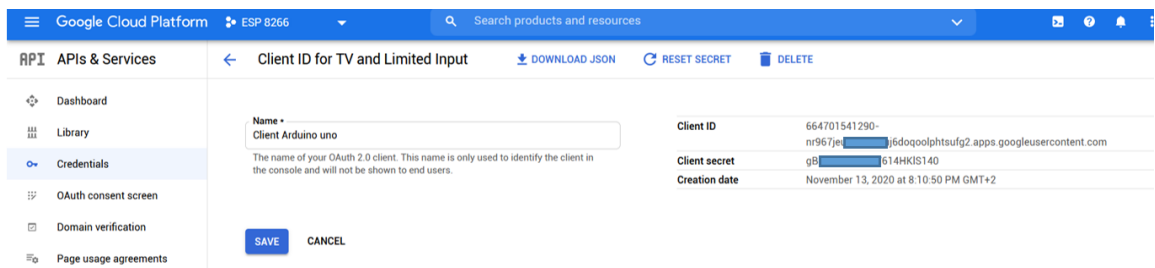 Google Cloud Platform ESP 8266 Search products and resources
API APIs & Services Client ID for TV and Limited Input DOWNLOAD JSON RESET SECRET DELETE
Dashboard
Library
Credentials
OAuth consent screen
Domain verification
Page usage agreements
Name *
Client Arduino uno
The name of your OAuth 2.0 client. This name is only used to identify the client in
the console and will not be shown to end users.
SAVE CANCEL
Client ID 664701541290-
nr967je j6doqoolphtsufg2.apps.googleusercontent.com
Client secret gB 614HKlS140
Creation date November 13, 2020 at 8:10:50 PM GMT+2